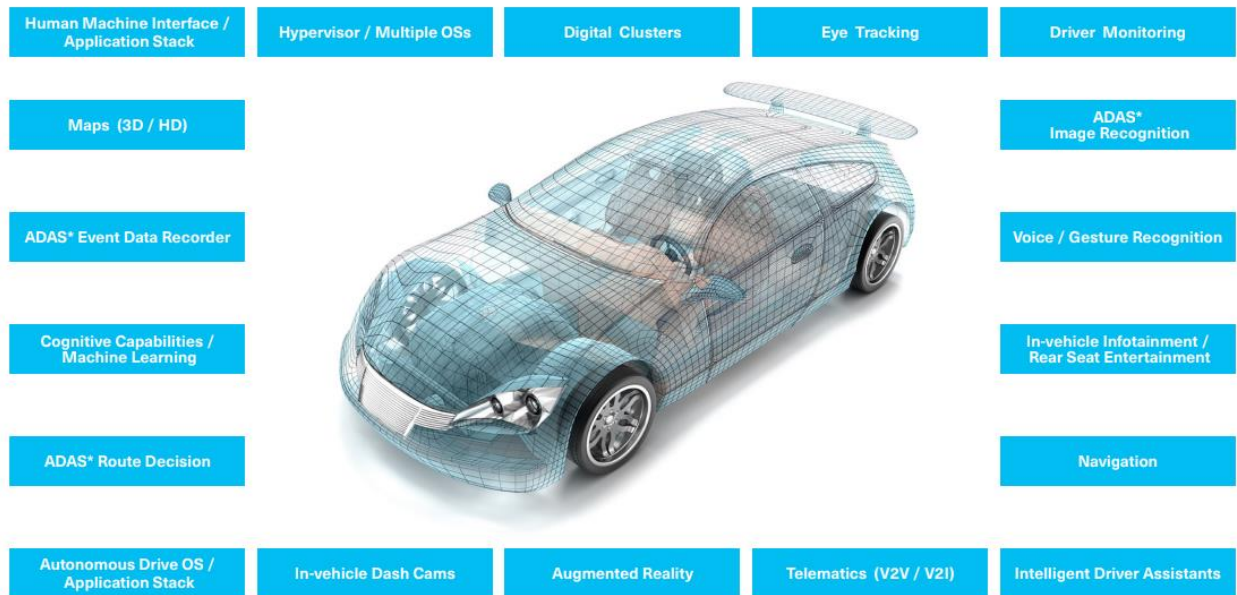 Human Machine Interface /
Application Stack
Hypervisor / Multiple OSs
Digital Clusters
Eye Tracking
Driver Monitoring
Maps (3D / HD)
ADAS*
Image Recognition
ADAS* Event Data Recorder
Voice / Gesture Recognition
Cognitive Capabilities /
Machine Learning
In-vehicle Infotainment /
Rear Seat Entertainment
ADAS* Route Decision
Navigation
Autonomous Drive OS /
Application Stack
In-vehicle Dash Cams
Augmented Reality
Telematics (V2V / V2I)
Intelligent Driver Assistants